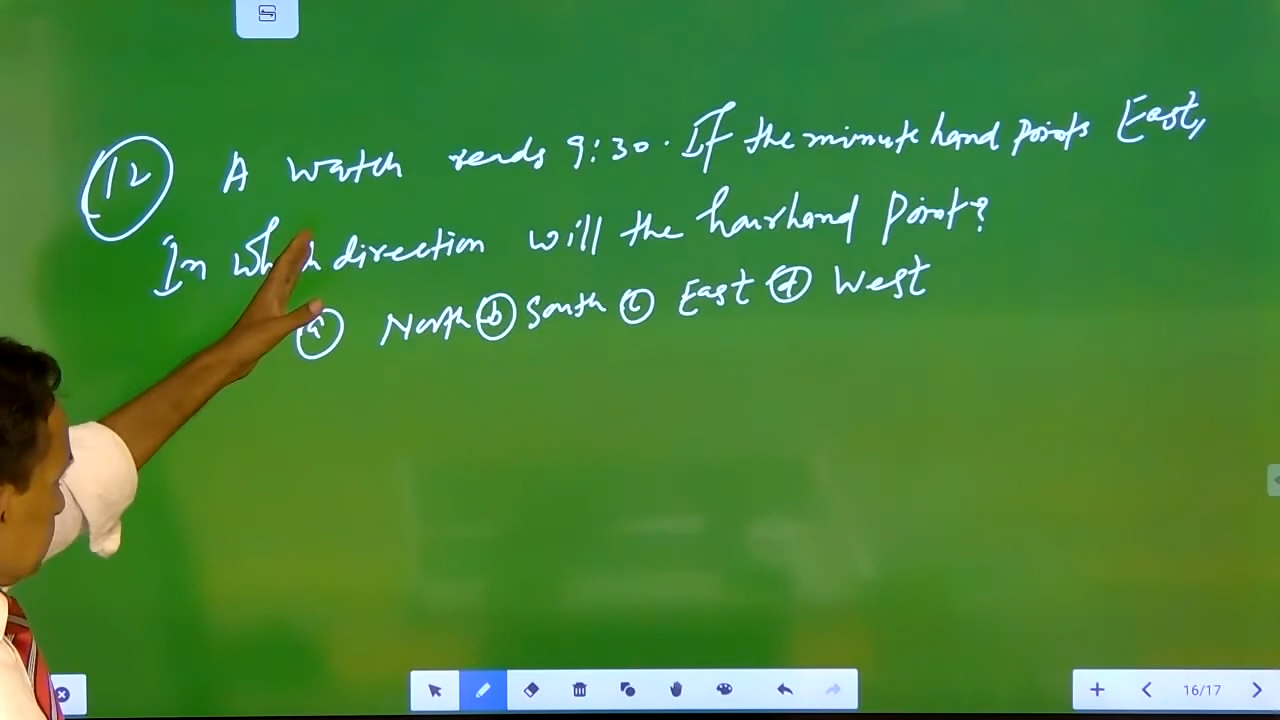 12 A watch reads 9:30. If the minute hand points East,
In which direction will the hourhand point?
a North b South c East d West
16/17